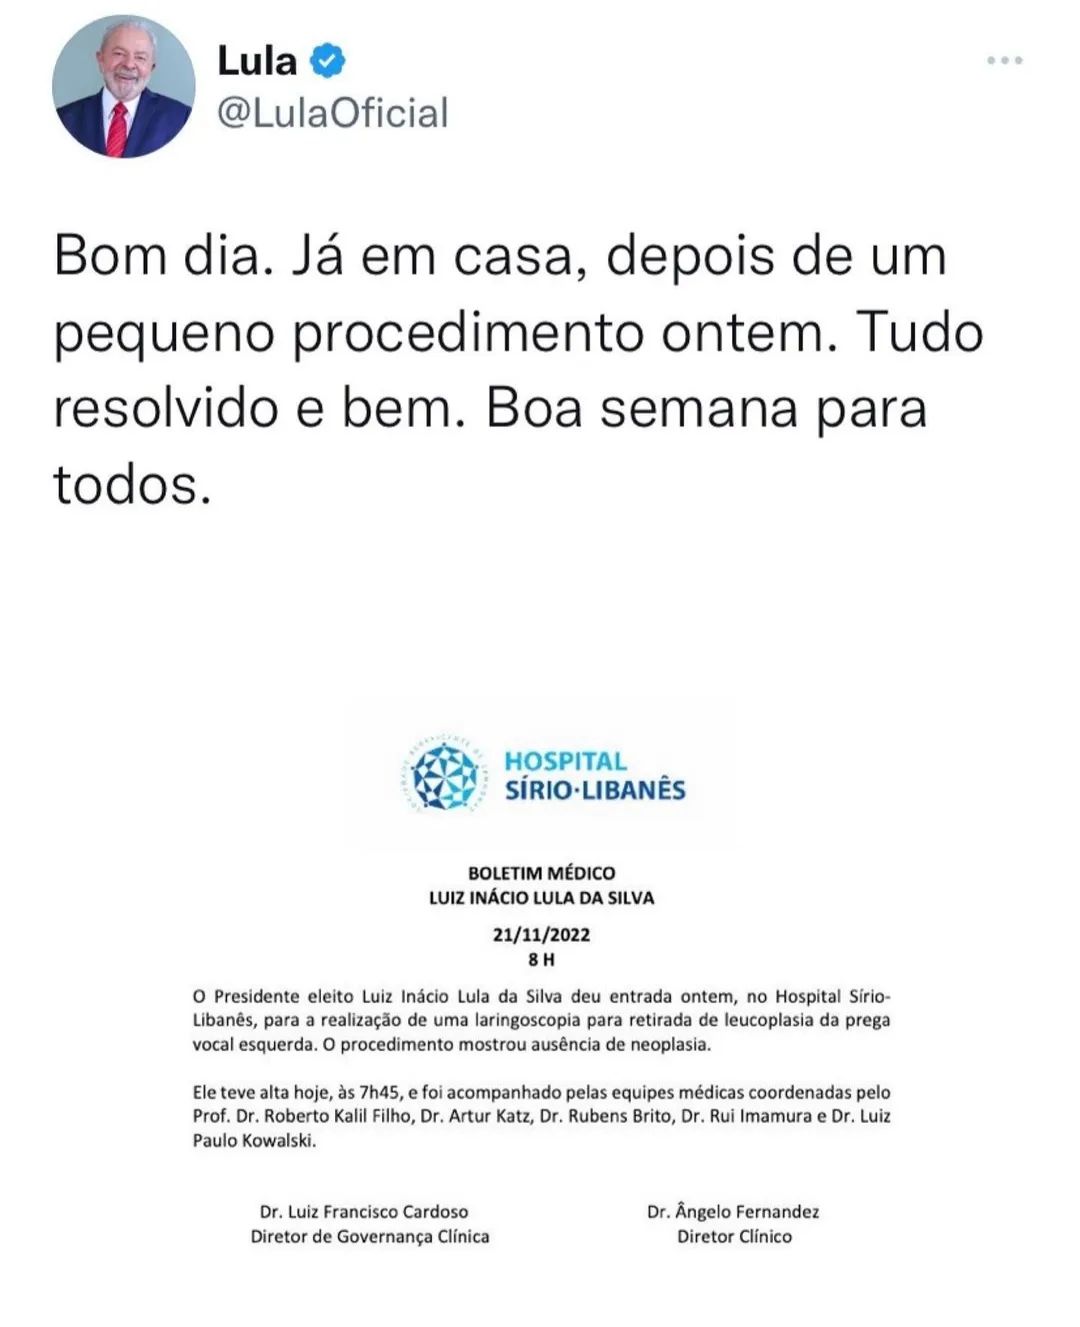 Lula
@LulaOficial
Bom dia. Já em casa, depois de um
pequeno procedimento ontem. Tudo
resolvido e bem. Boa semana para
todos.
HOSPITAL
SÍRIO·LIBANÊS
BOLETIM MÉDICO
LUIZ INÁCIO LULA DA SILVA
21/11/2022
8 H
O Presidente eleito Luiz Inácio Lula da Silva deu entrada ontem, no Hospital Sírio-
Libanês, para a realização de uma laringoscopia para retirada de leucoplasia da prega
vocal esquerda. O procedimento mostrou ausência de neoplasia.
Ele teve alta hoje, às 7h45, e foi acompanhado pelas equipes médicas coordenadas pelo
Prof. Dr. Roberto Kalil Filho, Dr. Artur Katz, Dr. Rubens Brito, Dr. Rui Imamura e Dr. Luiz
Paulo Kowalski.
Dr. Luiz Francisco Cardoso
Diretor de Governança Clínica
Dr. Ângelo Fernandez
Diretor Clínico